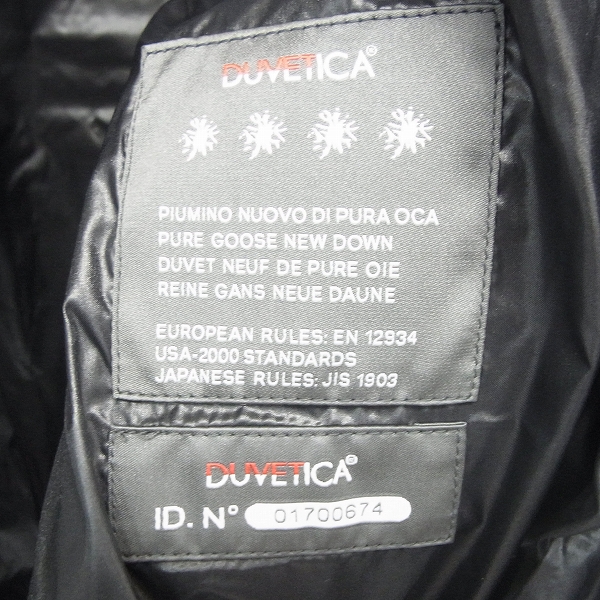 DUVETICA®
PIUMINO NUOVO DI PURA OCA
PURE GOOSE NEW DOWN
DUVET NEUF DE PURE OIE
REINE GANS NEUE DAUNE
EUROPEAN RULES: EN 12934
USA-2000 STANDARDS
JAPANESE RULES: JIS 1903
DUVETICA®
ID. N° 01700674